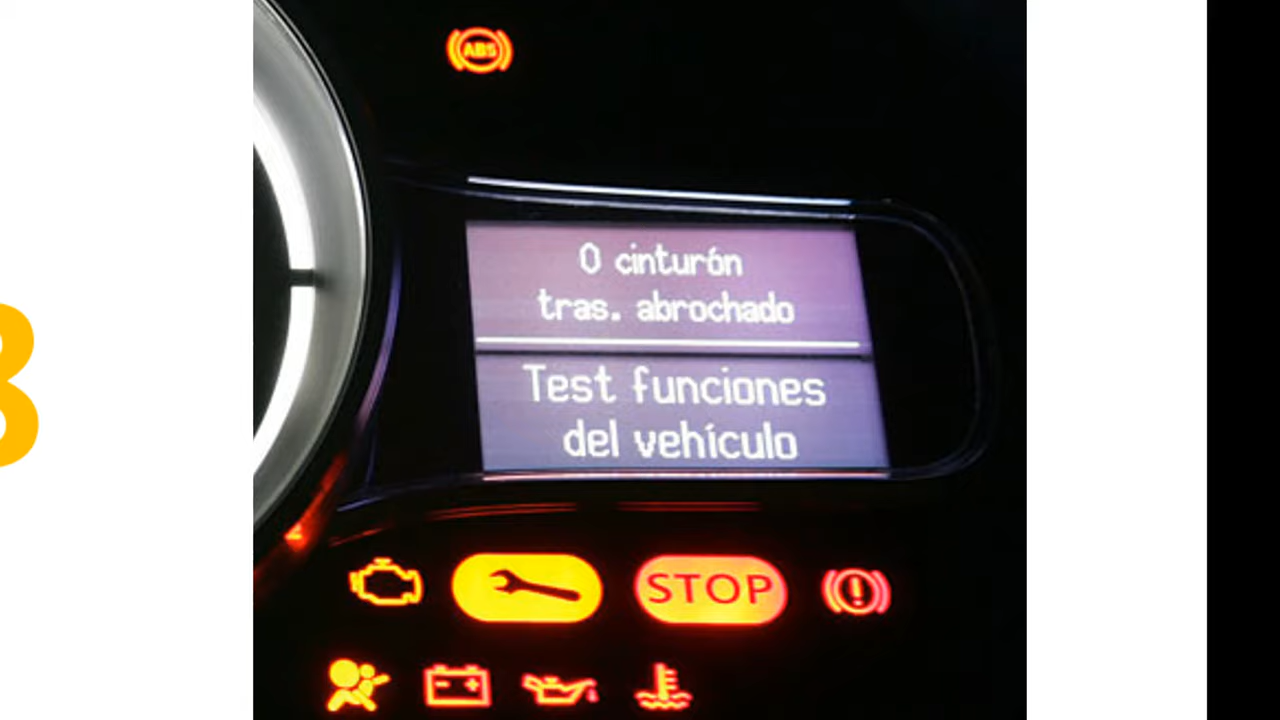 ABS
0 cinturón
tras. abrochado
Test funciones
del vehículo
STOP